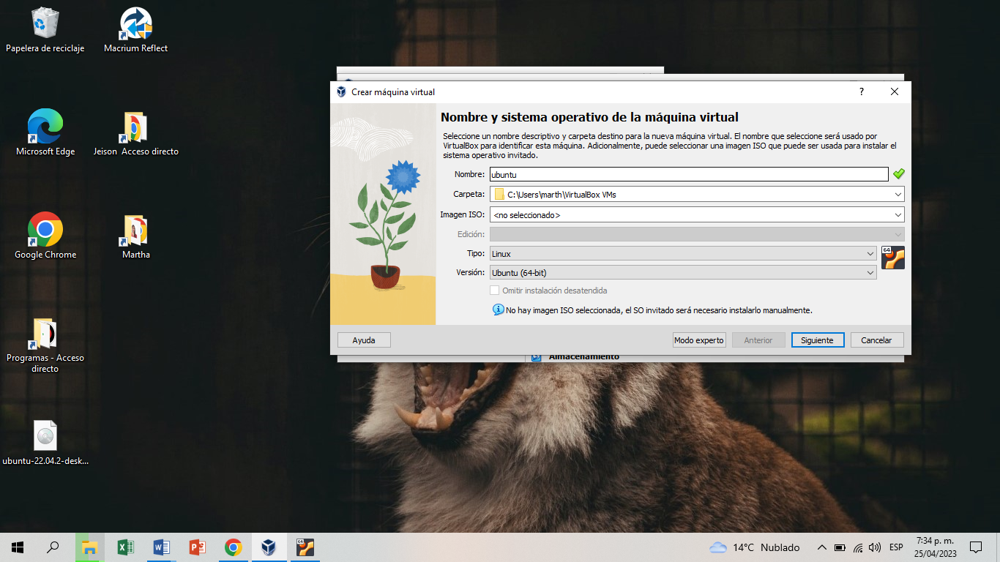 Papelera de reciclaje
Macrium Reflect
Microsoft Edge
Jeison Acceso directo
Google Chrome
Martha
Programas - Acceso
directo
ubuntu-22.04.2-desk...
Crear máquina virtual
?
Nombre y sistema operativo de la máquina virtual
Seleccione un nombre descriptivo y carpeta destino para la nueva máquina virtual. El nombre que seleccione será usado por
VirtualBox para identificar esta máquina. Adicionalmente, puede seleccionar una imagen ISO que puede ser usada para instalar el
sistema operativo invitado.
Nombre: ubuntu
Carpeta: C:\Users\marth\VirtualBox VMs
Imagen ISO: <no seleccionado>
Edición:
Tipo: Linux
64
Versión: Ubuntu (64-bit)
Omitir instalación desatendida
No hay imagen ISO seleccionada, el SO invitado será necesario instalarlo manualmente.
Ayuda
Modo experto
Anterior
Siguiente
Cancelar
Almacenamiento
64
14°C Nublado
ESP
7:34 p. m.
25/04/2023